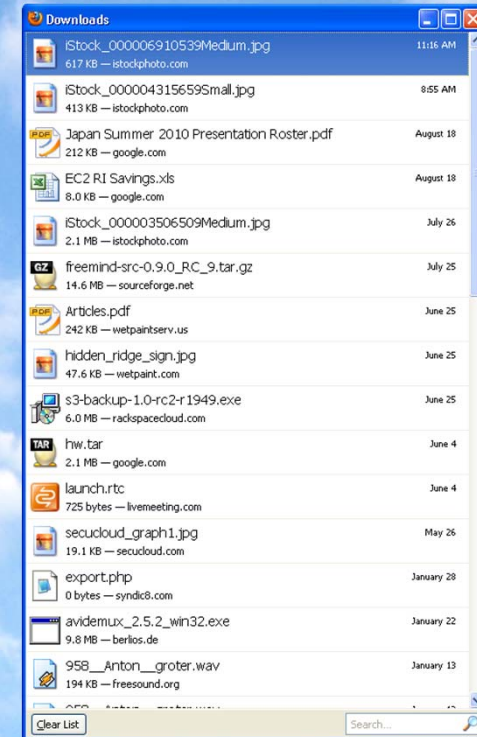 Downloads
iStock_000006910539Medium.jpg
11:16 AM
617 KB — istockphoto.com
iStock_000004315659Small.jpg
8:55 AM
413 KB — istockphoto.com
PDF
Japan Summer 2010 Presentation Roster.pdf
August 18
212 KB — google.com
EC2 RI Savings.xls
August 18
8.0 KB — google.com
iStock_000003506509Medium.jpg
July 26
2.1 MB — istockphoto.com
GZ
freemind-src-0.9.0_RC_9.tar.gz
July 25
14.6 MB — sourceforge.net
PDF
Articles.pdf
June 25
242 KB — wetpaintserv.us
hidden_ridge_sign.jpg
June 25
47.6 KB — wetpaint.com
s3-backup-1.0-rc2-r1949.exe
June 25
6.0 MB — rackspacecloud.com
TAR
hw.tar
June 4
2.1 MB — google.com
launch.rtc
June 4
725 bytes — livemeeting.com
secucloud_graph1.jpg
May 26
19.1 KB — secucloud.com
export.php
January 28
0 bytes — syndic8.com
avidemux_2.5.2_win32.exe
January 22
9.8 MB — berlios.de
958__Anton__groter.wav
January 13
194 KB — freesound.org
Clear List
Search...